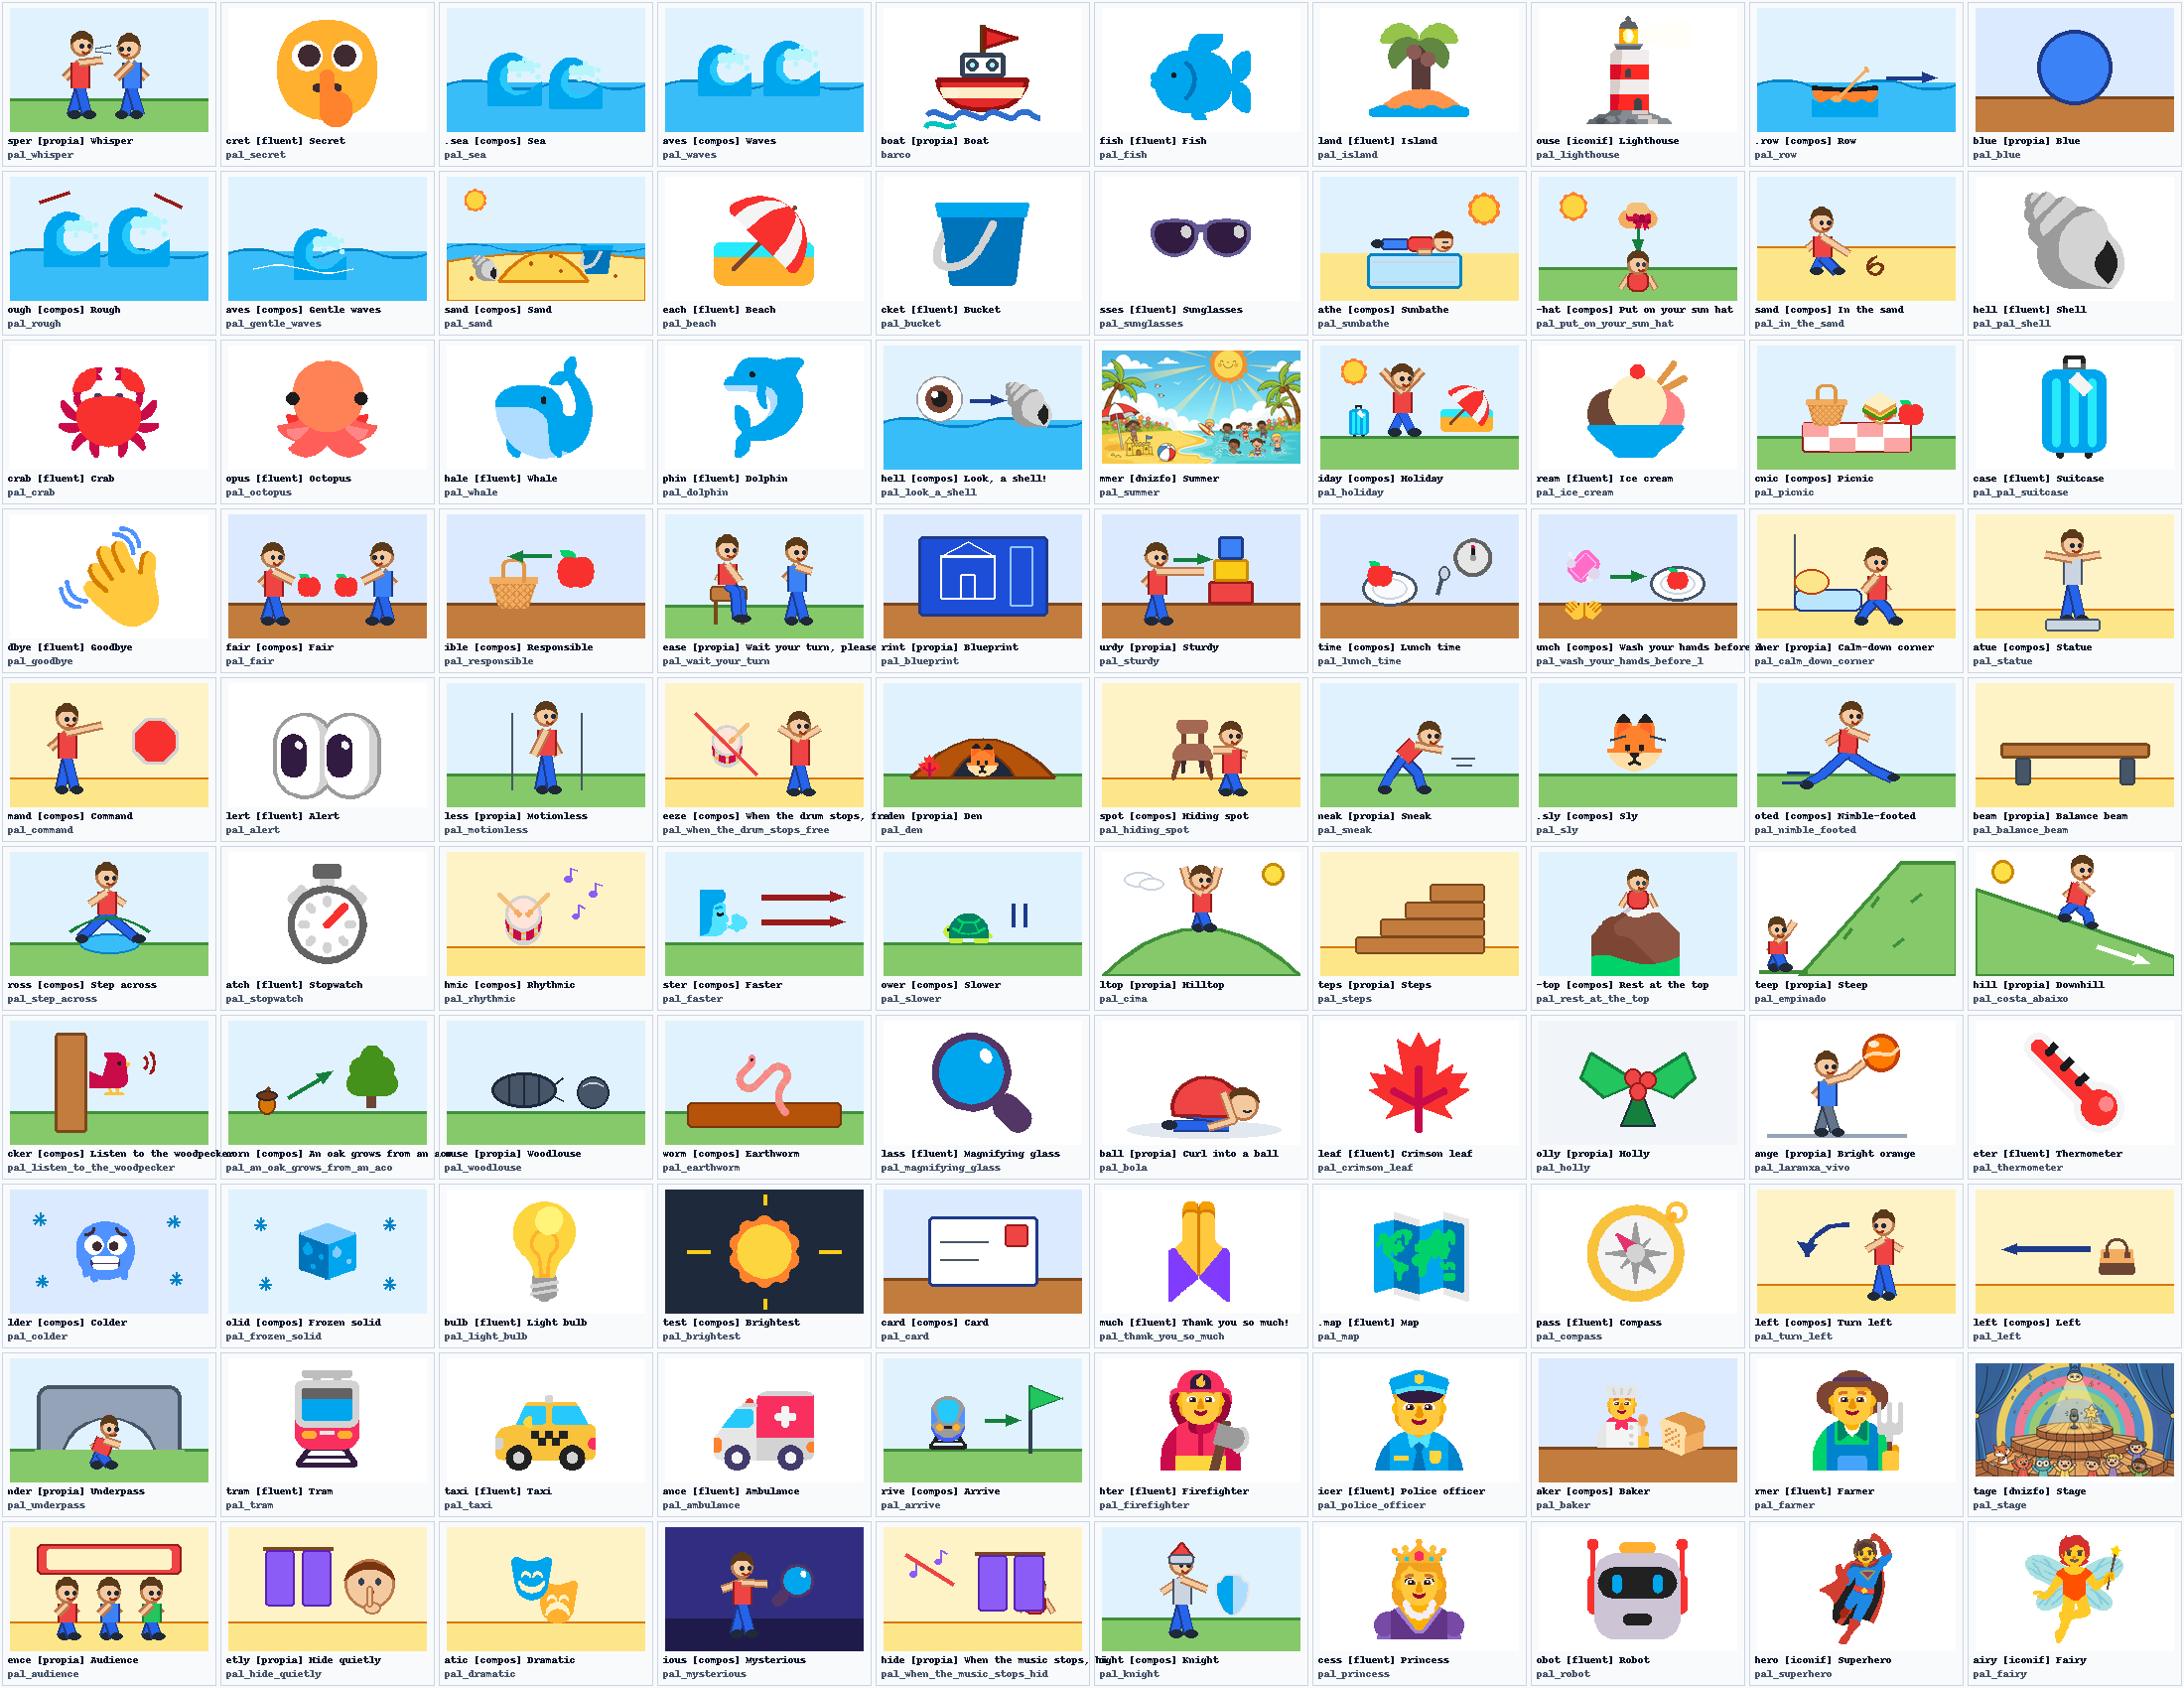 sper [propia] Whisper
pal_whisper
cret [fluent] Secret
pal_secret
.sea [compos] Sea
pal_sea
aves [compos] Waves
pal_waves
boat [propia] Boat
barco
fish [fluent] Fish
pal_fish
land [fluent] Island
pal_island
ouse [iconif] Lighthouse
pal_lighthouse
.row [compos] Row
pal_row
blue [propia] Blue
pal_blue
ough [compos] Rough
pal_rough
aves [compos] Gentle waves
pal_gentle_waves
sand [compos] Sand
pal_sand
each [fluent] Beach
pal_beach
cket [fluent] Bucket
pal_bucket
sses [fluent] Sunglasses
pal_sunglasses
athe [compos] Sunbathe
pal_sunbathe
-hat [compos] Put on your sun hat
pal_put_on_your_sun_hat
sand [compos] In the sand
pal_in_the_sand
hell [fluent] Shell
pal_pal_shell
crab [fluent] Crab
pal_crab
opus [fluent] Octopus
pal_octopus
hale [fluent] Whale
pal_whale
phin [fluent] Dolphin
pal_dolphin
hell [compos] Look, a shell!
pal_look_a_shell
mmer [dnizfo] Summer
pal_summer
iday [compos] Holiday
pal_holiday
ream [fluent] Ice cream
pal_ice_cream
cnic [compos] Picnic
pal_picnic
case [fluent] Suitcase
pal_pal_suitcase
dbye [fluent] Goodbye
pal_goodbye
fair [compos] Fair
pal_fair
ible [compos] Responsible
pal_responsible
ease [propia] Wait your turn, please
pal_wait_your_turn
rint [propia] Blueprint
pal_blueprint
urdy [compos] Sturdy
pal_sturdy
time [compos] Lunch time
pal_lunch_time
unch [compos] Wash your hands before
pal_wash_your_hands_before_l
ner [propia] Calm-down corner
pal_calm_down_corner
atue [compos] Statue
pal_statue
mand [compos] Command
pal_command
lert [fluent] Alert
pal_alert
less [propia] Motionless
pal_motionless
eeze [compos] When the drum stops, fre
pal_when_the_drum_stops_free
den [propia] Den
pal_den
spot [compos] Hiding spot
pal_hiding_spot
neak [propia] Sneak
pal_sneak
.sly [compos] Sly
pal_sly
oted [compos] Nimble-footed
pal_nimble_footed
beam [propia] Balance beam
pal_balance_beam
ross [compos] Step across
pal_step_across
atch [fluent] Stopwatch
pal_stopwatch
hmic [compos] Rhythmic
pal_rhythmic
ster [compos] Faster
pal_faster
ower [compos] Slower
pal_slower
ltop [propia] Hilltop
pal_cima
teps [propia] Steps
pal_steps
-top [compos] Rest at the top
pal_rest_at_the_top
teep [propia] Steep
pal_empinado
hill [propia] Downhill
pal_costa_abaixo
cker [compos] Listen to the woodpecker
pal_listen_to_the_woodpecker
orn [compos] An oak grows from an aco
pal_an_oak_grows_from_an_aco
ouse [propia] Woodlouse
pal_woodlouse
worm [compos] Earthworm
pal_earthworm
lass [fluent] Magnifying glass
pal_magnifying_glass
ball [propia] Curl into a ball
pal_bola
leaf [fluent] Crimson leaf
pal_crimson_leaf
olly [propia] Holly
pal_holly
ange [propia] Bright orange
pal_laranxa_vivo
eter [fluent] Thermometer
pal_thermometer
lder [compos] Colder
pal_colder
olid [compos] Frozen solid
pal_frozen_solid
bulb [fluent] Light bulb
pal_light_bulb
test [compos] Brightest
pal_brightest
card [compos] Card
pal_card
much [fluent] Thank you so much!
pal_thank_you_so_much
.map [fluent] Map
pal_map
pass [fluent] Compass
pal_compass
left [compos] Turn left
pal_turn_left
left [compos] Left
pal_left
nder [propia] Underpass
pal_underpass
tram [fluent] Tram
pal_tram
taxi [fluent] Taxi
pal_taxi
ance [fluent] Ambulance
pal_ambulance
rive [compos] Arrive
pal_arrive
hter [fluent] Firefighter
pal_firefighter
icer [fluent] Police officer
pal_police_officer
aker [compos] Baker
pal_baker
rmer [fluent] Farmer
pal_farmer
tage [dnizfo] Stage
pal_stage
ence [propia] Audience
pal_audience
etly [propia] Hide quietly
pal_hide_quietly
atic [compos] Dramatic
pal_dramatic
ious [compos] Mysterious
pal_mysterious
hide [propia] When the music stops,
pal_when_the_music_stops_hid
ight [compos] Knight
pal_knight
cess [fluent] Princess
pal_princess
obot [fluent] Robot
pal_robot
hero [iconif] Superhero
pal_superhero
airy [iconif] Fairy
pal_fairy